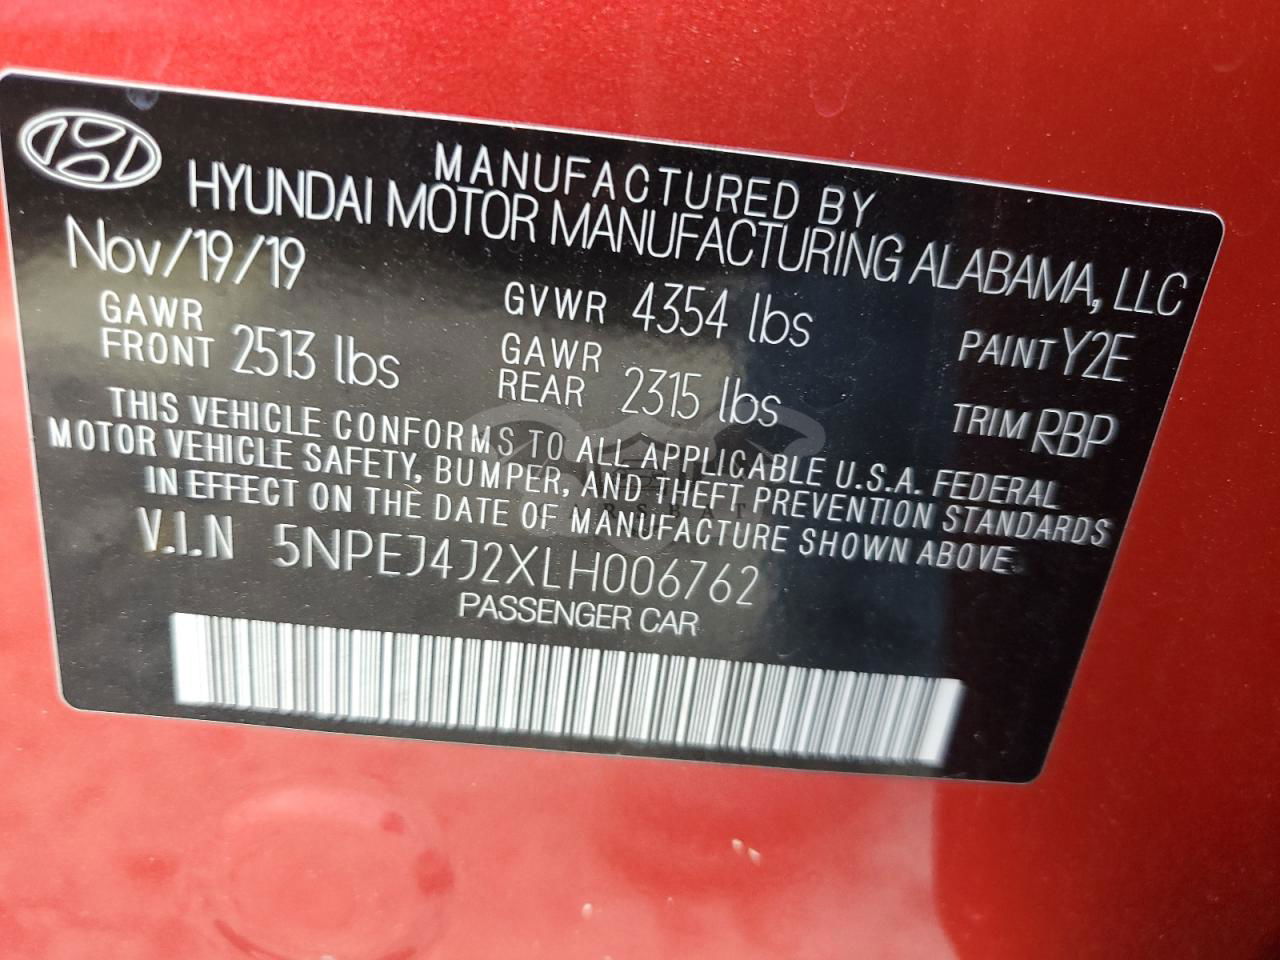 MANUFACTURED BY
HYUNDAI MOTOR MANUFACTURING ALABAMA, LLC
Nov/19/19
GVWR 4354 lbs
PAINT Y2E
GAWR FRONT 2513 lbs
GAWR REAR 2315 lbs
TRIM RBP
THIS VEHICLE CONFORMS TO ALL APPLICABLE U.S.A. FEDERAL
MOTOR VEHICLE SAFETY, BUMPER, AND THEFT PREVENTION STANDARDS
IN EFFECT ON THE DATE OF MANUFACTURE SHOWN ABOVE.
V.I.N 5NPEJ4J2XLH006762
PASSENGER CAR